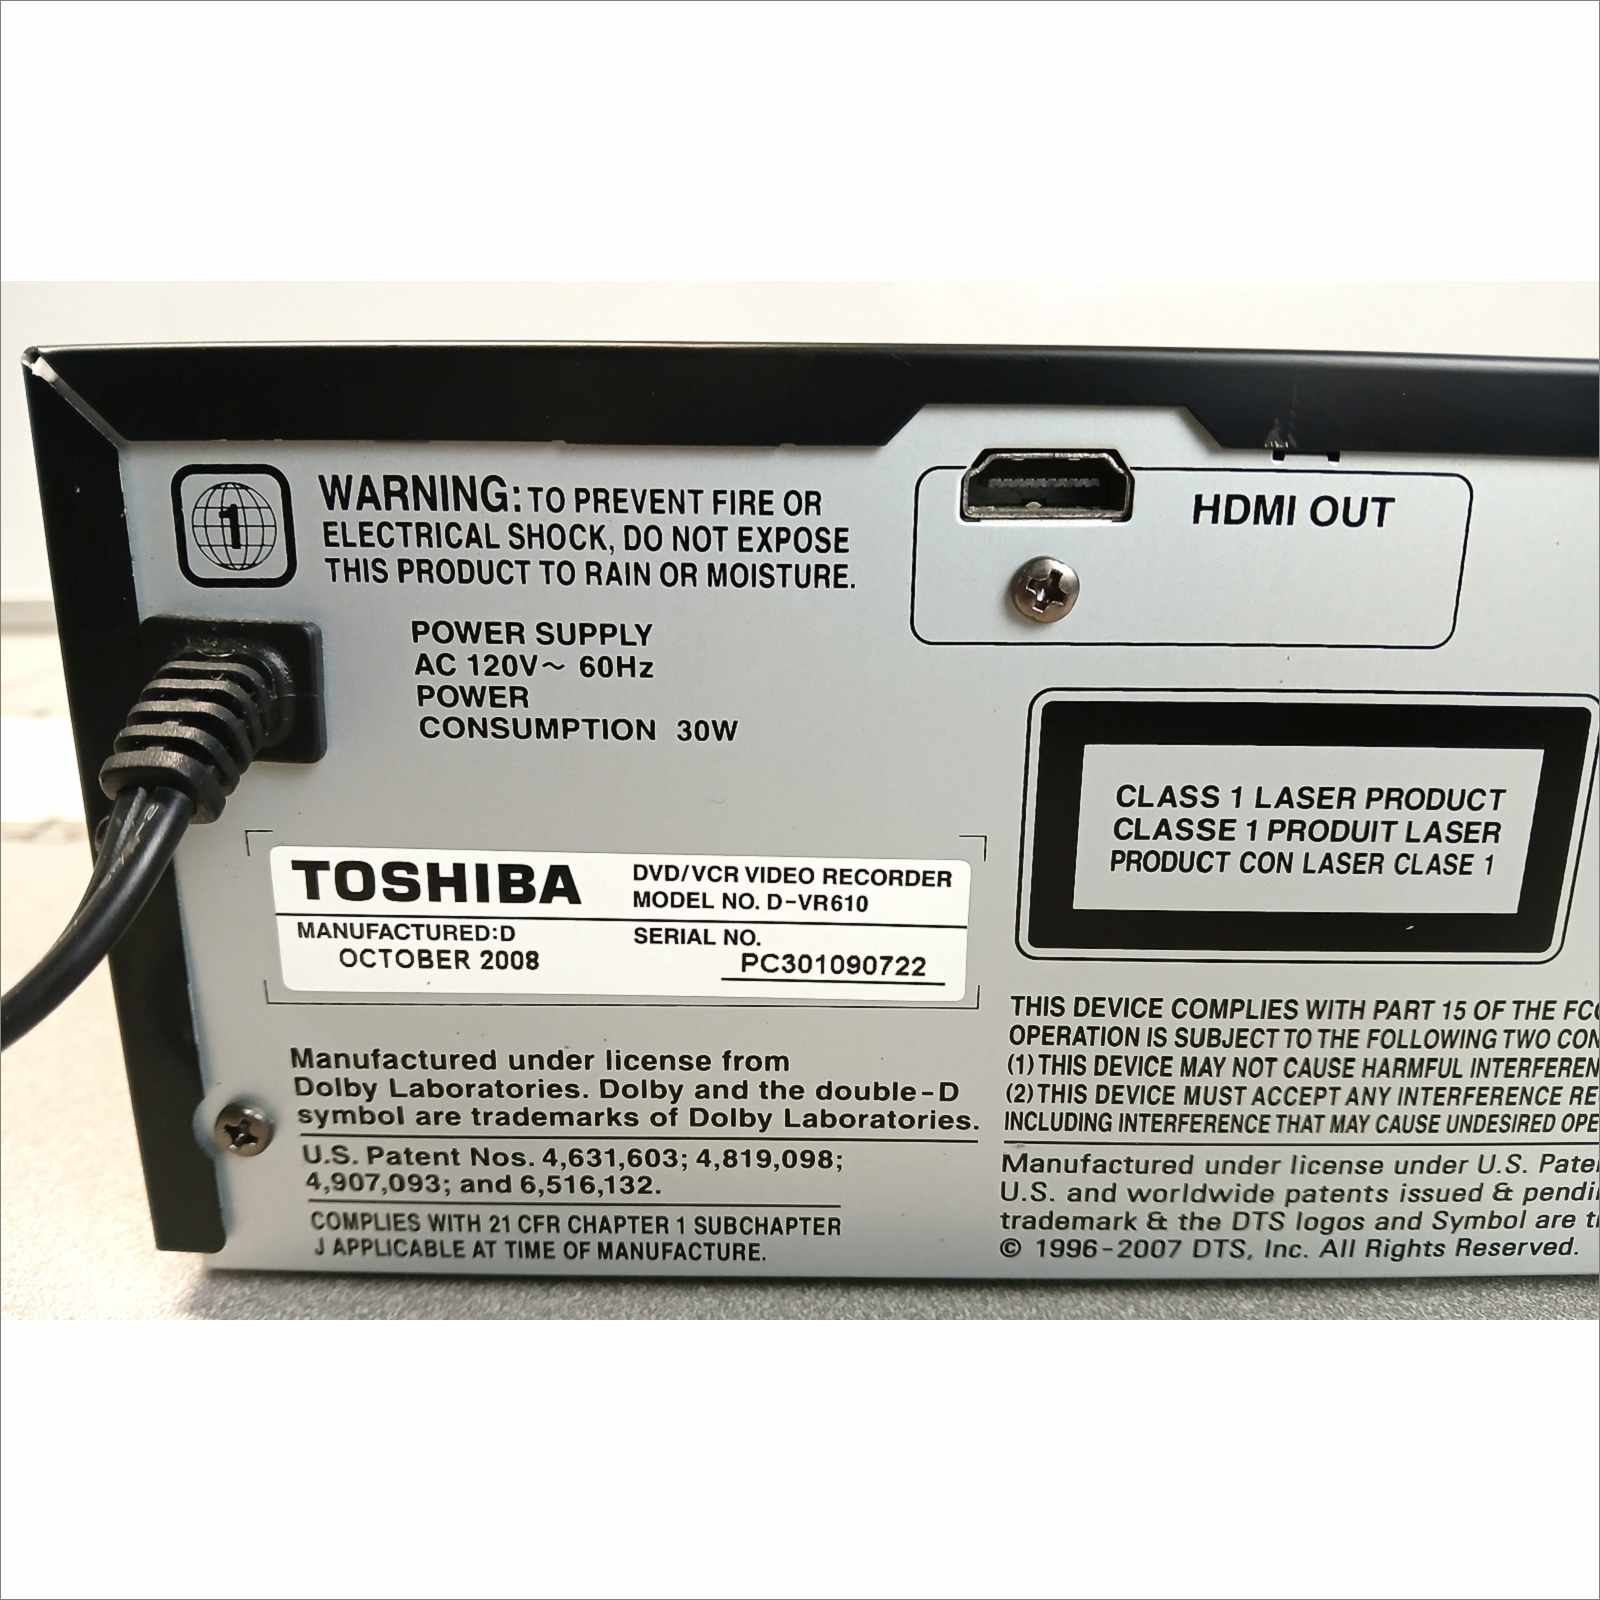 1
WARNING: TO PREVENT FIRE OR
ELECTRICAL SHOCK, DO NOT EXPOSE
THIS PRODUCT TO RAIN OR MOISTURE.
HDMI OUT
POWER SUPPLY
AC 120V~ 60Hz
POWER
CONSUMPTION 30W
CLASS 1 LASER PRODUCT
CLASSE 1 PRODUIT LASER
PRODUCT CON LASER CLASE 1
TOSHIBA
DVD/VCR VIDEO RECORDER
MODEL NO. D-VR610
MANUFACTURED:D
OCTOBER 2008
SERIAL NO.
PC301090722
Manufactured under license from
Dolby Laboratories. Dolby and the double-D
symbol are trademarks of Dolby Laboratories.
U.S. Patent Nos. 4,631,603; 4,819,098;
4,907,093; and 6,516,132.
COMPLIES WITH 21 CFR CHAPTER 1 SUBCHAPTER
J APPLICABLE AT TIME OF MANUFACTURE.
THIS DEVICE COMPLIES WITH PART 15 OF THE
OPERATION IS SUBJECT TO THE FOLLOWING TWO
(1) THIS DEVICE MAY NOT CAUSE HARMFUL
(2) THIS DEVICE MUST ACCEPT ANY INTERFERENCE
INCLUDING INTERFERENCE THAT MAY CAUSE UNDESIRED
Manufactured under license under U.S.
U.S. and worldwide patents issued &
trademark & the DTS logos and Symbol are
© 1996-2007 DTS, Inc. All Rights Reserved.